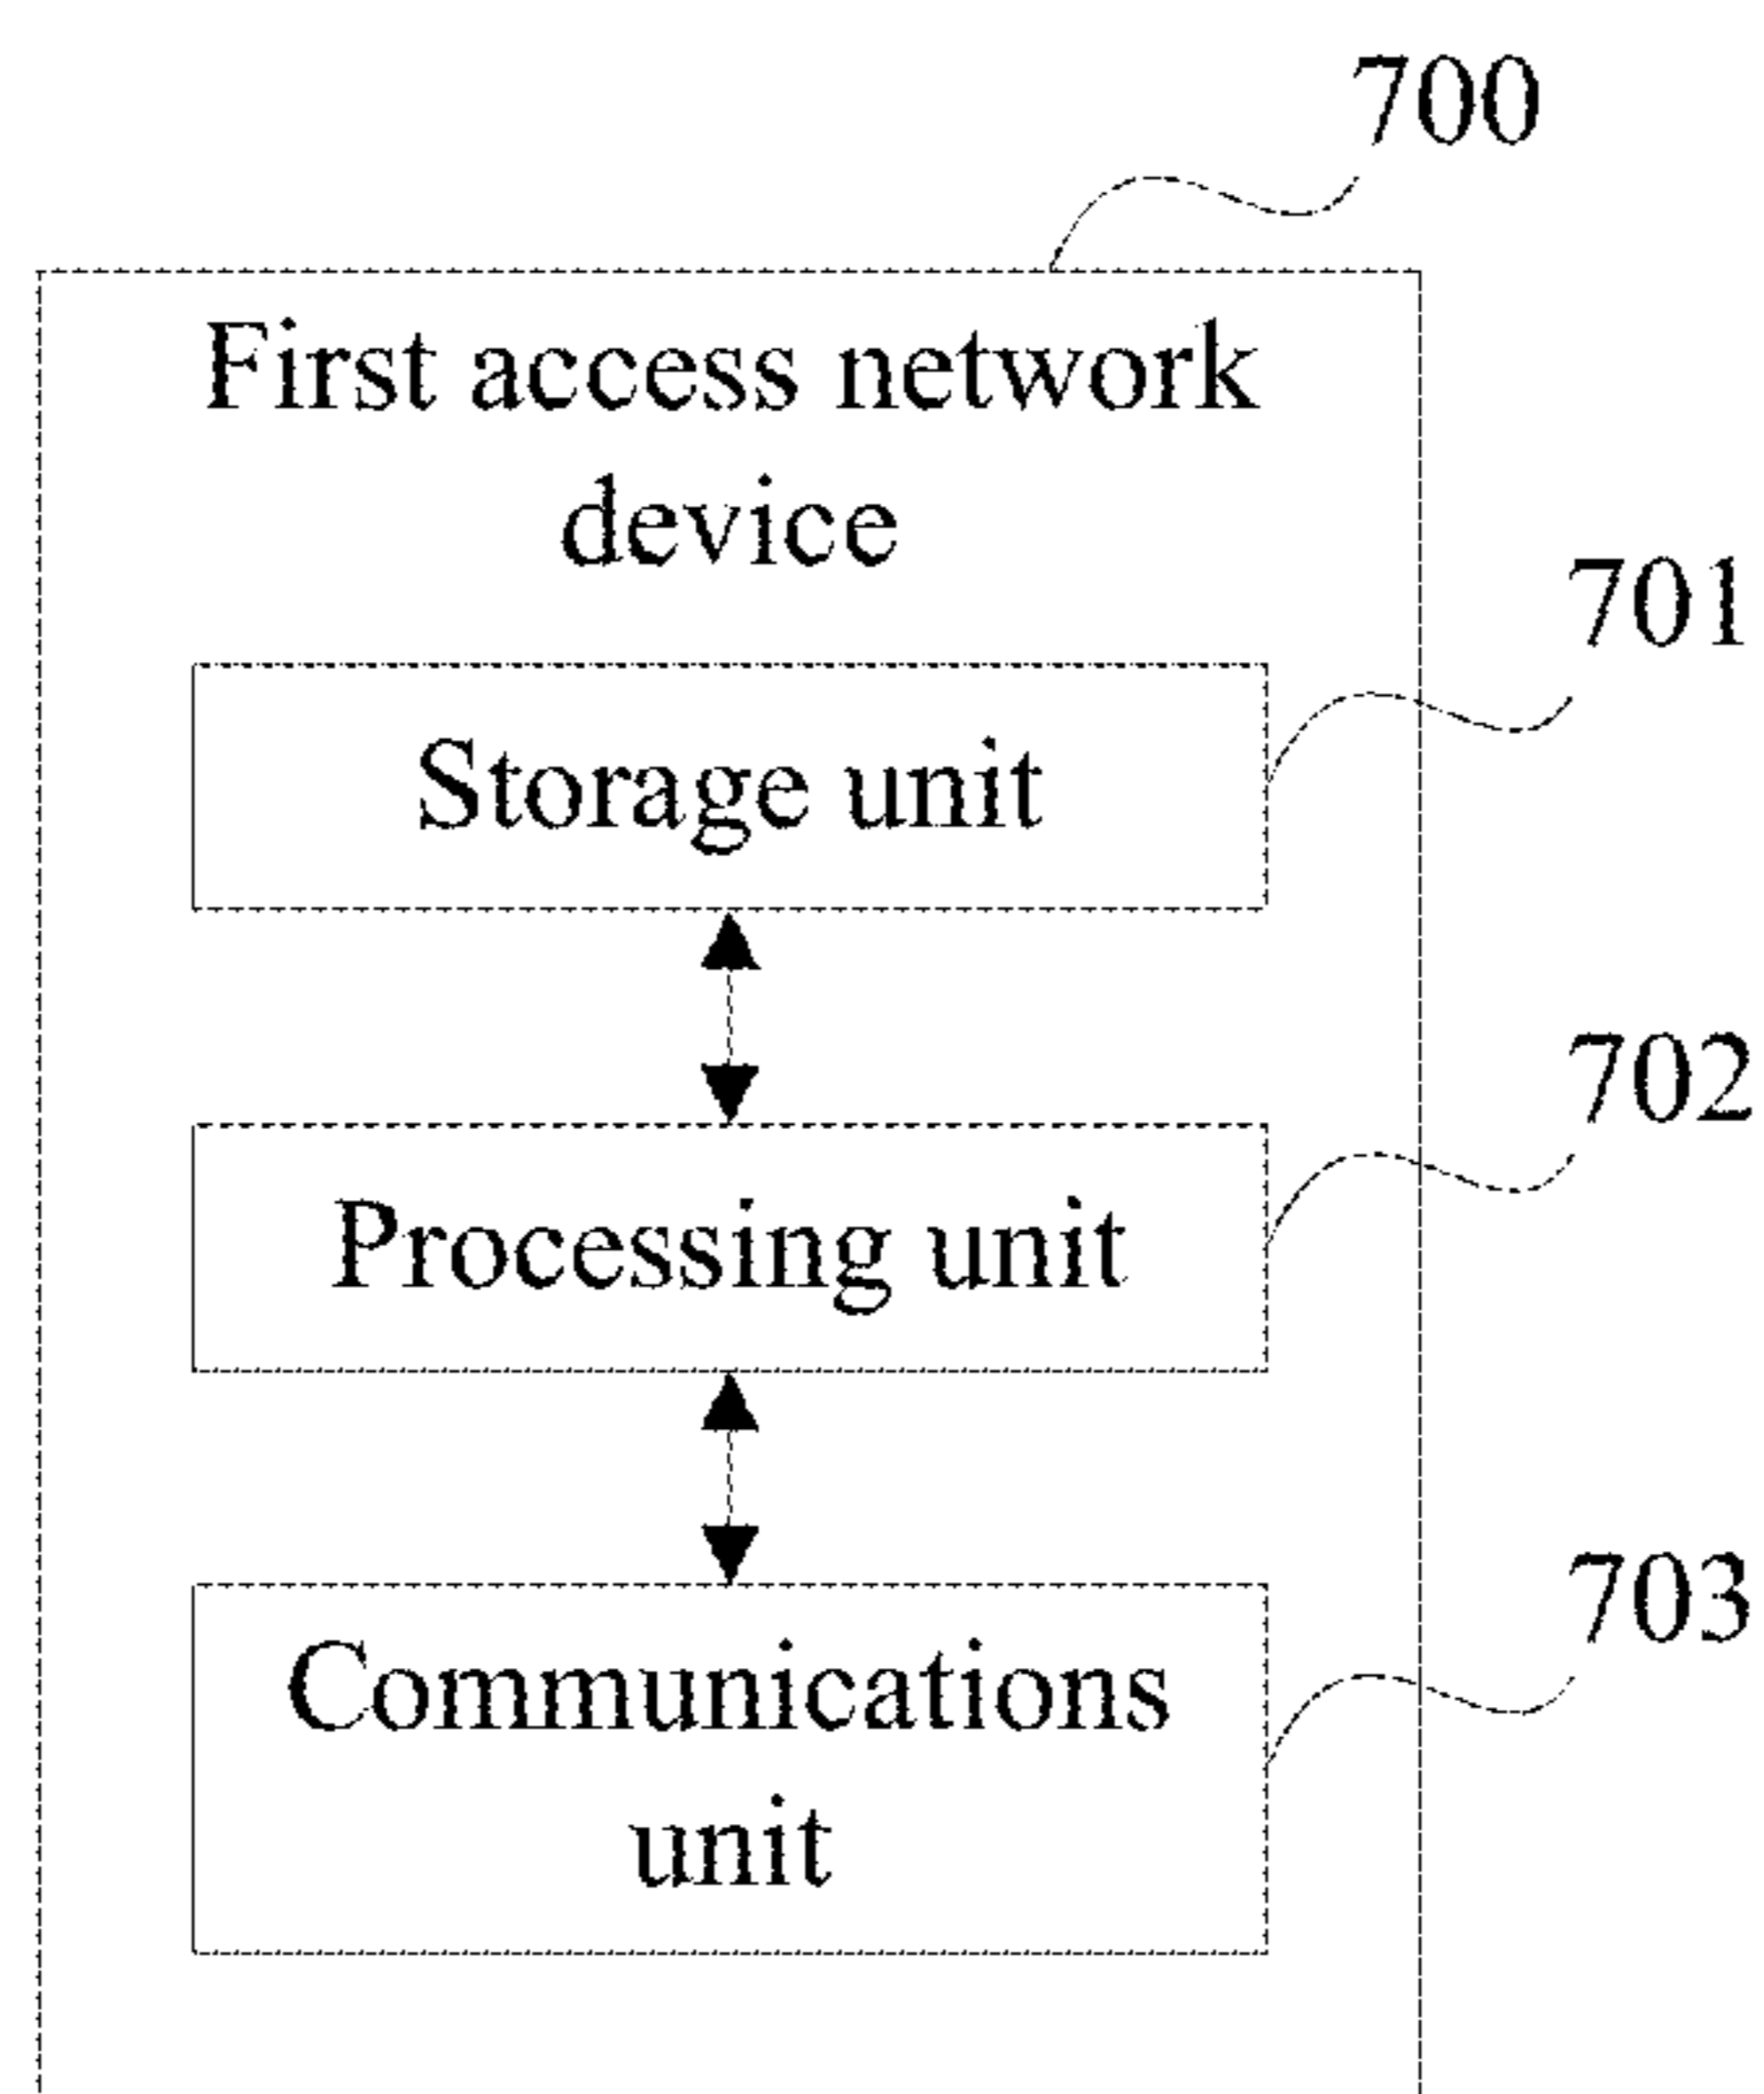 700
First access network
device
701
Storage unit
702
Processing unit
703
Communications
unit